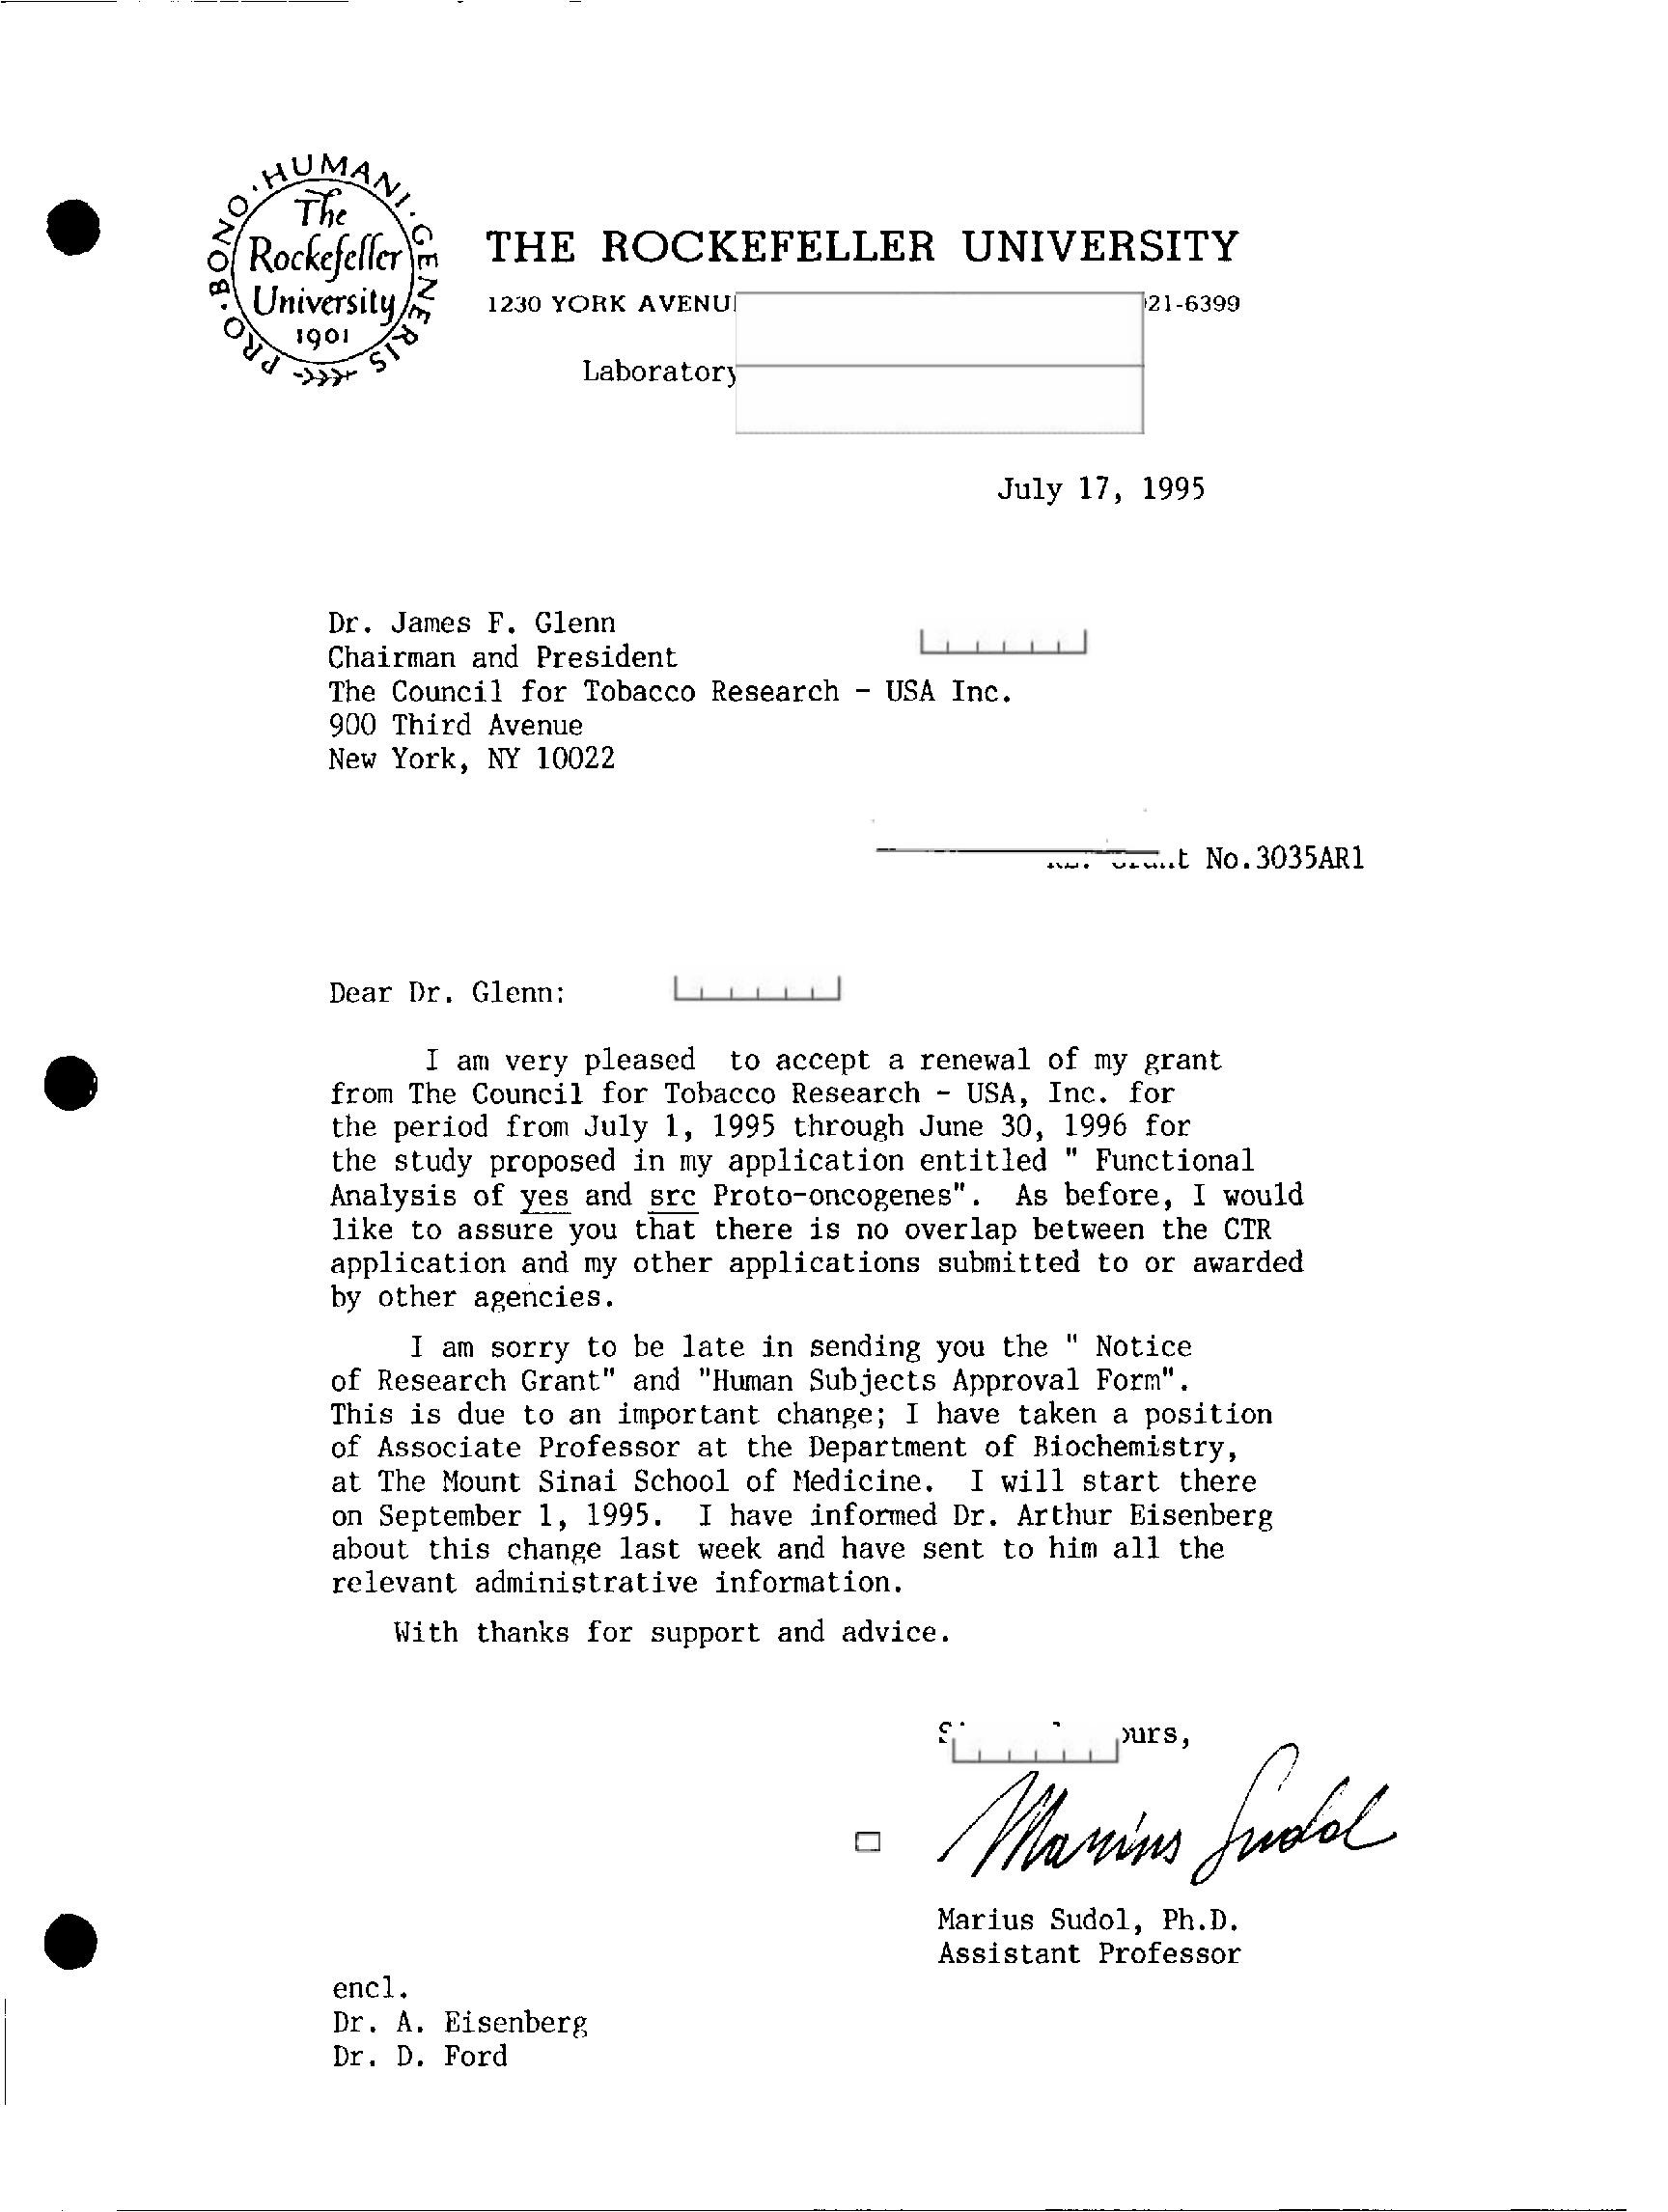 PRO·BONO·HUMANI·GENERIS
The
Rockefeller
University
1901
THE ROCKEFELLER UNIVERSITY
1230 YORK 21-6399
July 17, 1995
Dr. James F. Glenn
Chairman and President
The Council for Tobacco Research - USA Inc.
900 Third Avenue
New York, NY 10022
No.3035AR1
Dear Dr. Glenn:
I am very pleased to accept a renewal of my grant
from The Council for Tobacco Research - USA, Inc. for
the period from July 1, 1995 through June 30, 1996 for
the study proposed in my application entitled " Functional
Analysis of yes and src Proto-oncogenes". As before, I would
like to assure you that there is no overlap between the CTR
application and my other applications submitted to or awarded
by other agencies.
I am sorry to be late in sending you the " Notice
of Research Grant" and "Human Subjects Approval Form".
This is due to an important change; I have taken a position
of Associate Professor at the Department of Biochemistry,
at The Mount Sinai School of Medicine. I will start there
on September 1, 1995. I have informed Dr. Arthur Eisenberg
about this change last week and have sent to him all the
relevant administrative information.
With thanks for support and advice.
Marius Sudol
Marius Sudol, Ph.D.
Assistant Professor
encl.
Dr. A. Eisenberg
Dr. D. Ford